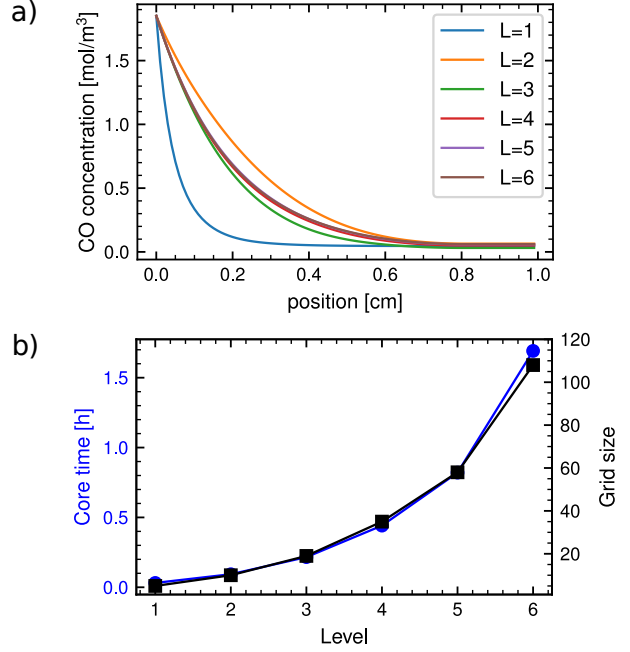 a)
CO concentration [mol/m³]
1.5
1.0
0.5
0.0
L=1
L=2
L=3
L=4
L=5
L=6
0.0 0.2 0.4 0.6 0.8 1.0
position [cm]
b)
Core time [h]
1.5
1.0
0.5
0.0
120
100
80
60
40
20
Grid size
1 2 3 4 5 6
Level